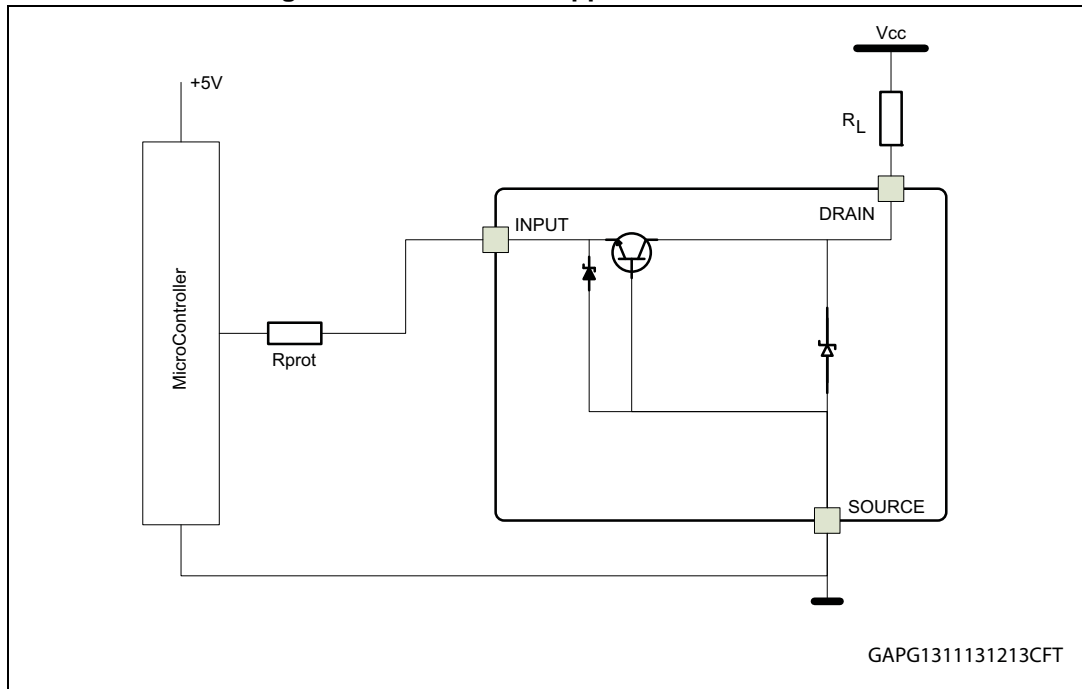 Vcc
+5V
RL
DRAIN
INPUT
MicroController
Rprot
SOURCE
GAPG1311131213CFT